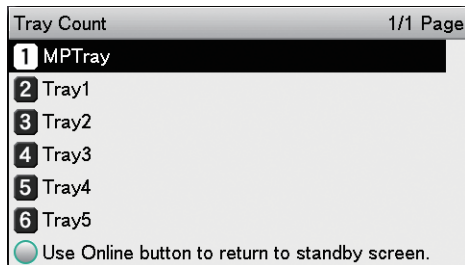 Tray Count 1/1 Page
1 MPTray
2 Tray1
3 Tray2
4 Tray3
5 Tray4
6 Tray5
Use Online button to return to standby screen.